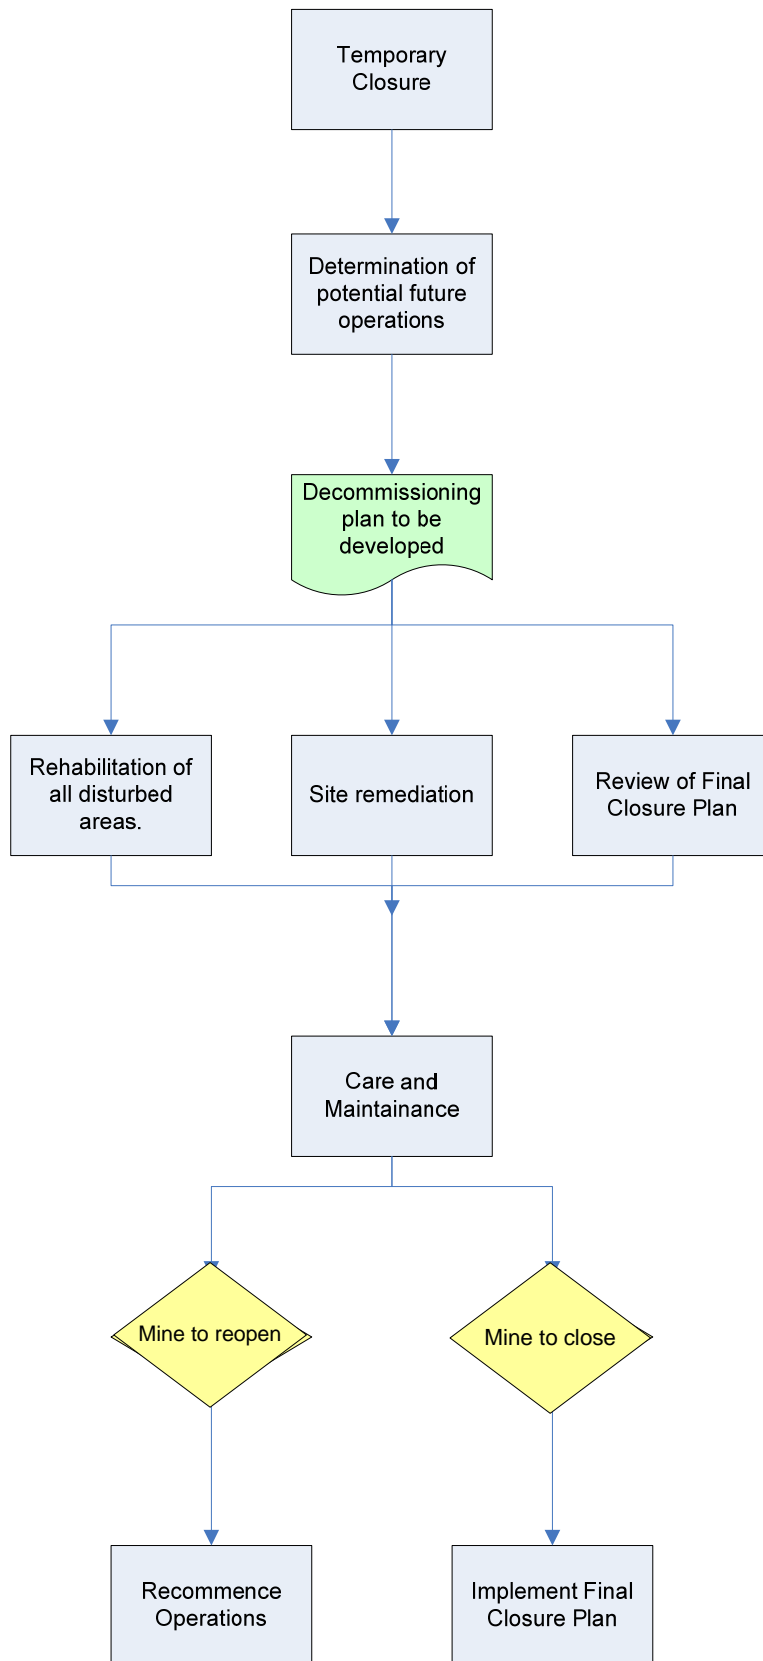 Temporary
Closure
Determination of
potential future
operations
Decommissioning
plan to be
developed
Rehabilitation of
all disturbed
areas.
Site remediation
Review of Final
Closure Plan
Care and
Maintainance
Mine to reopen
Mine to close
Recommence
Operations
Implement Final
Closure Plan